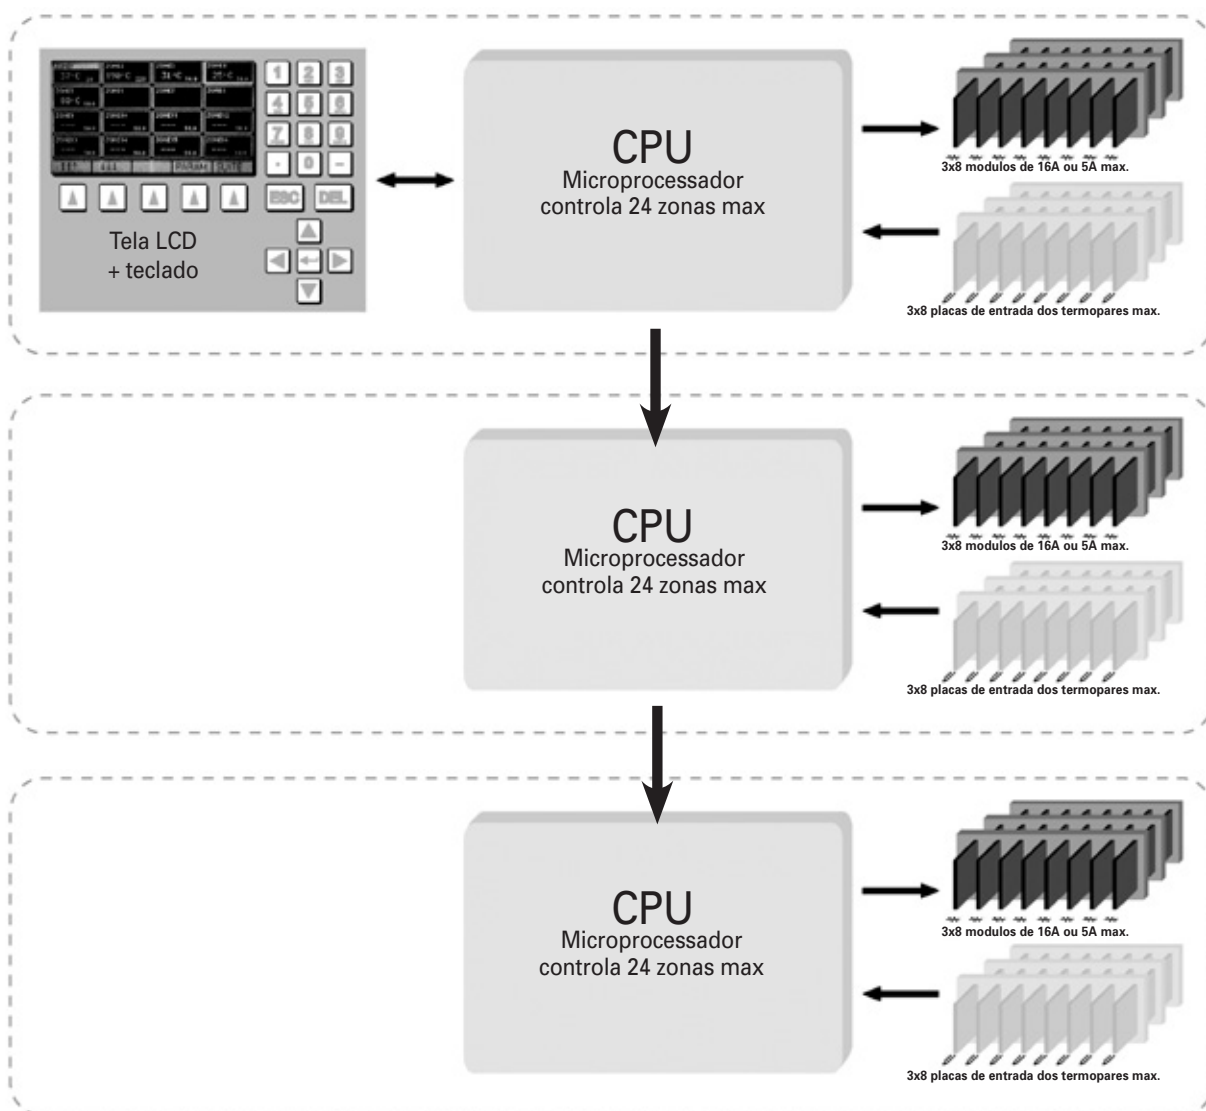 1 2 3
4 5 6
7 8 9
. 0 –
ESC DEL
Tela LCD
+ teclado
CPU
Microprocessador
controla 24 zonas max
3x8 modulos de 16A ou 5A max.
3x8 placas de entrada dos termopares max.
CPU
Microprocessador
controla 24 zonas max
3x8 modulos de 16A ou 5A max.
3x8 placas de entrada dos termopares max.
CPU
Microprocessador
controla 24 zonas max
3x8 modulos de 16A ou 5A max.
3x8 placas de entrada dos termopares max.